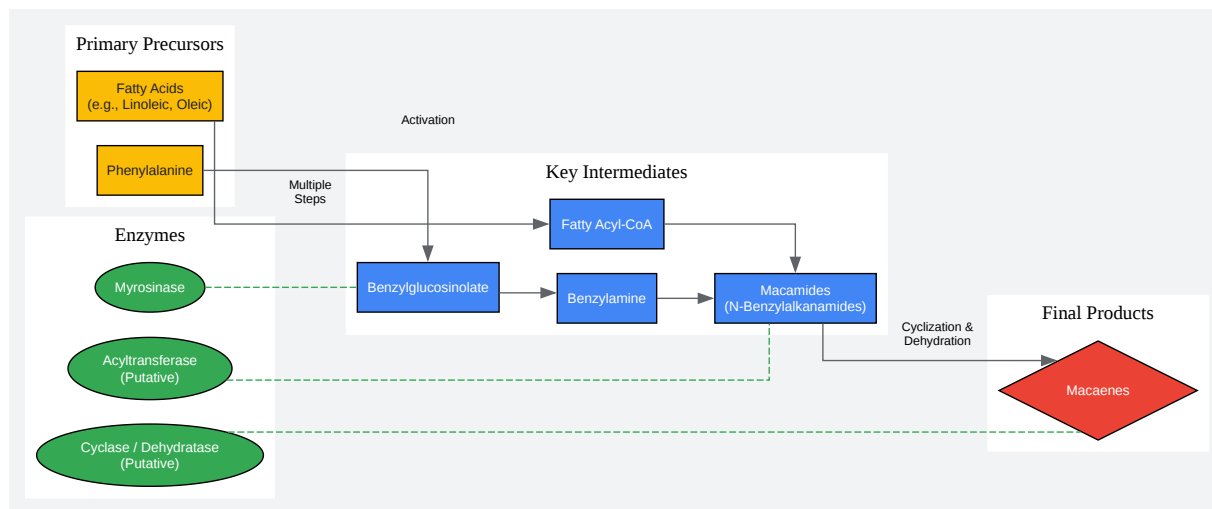 Primary Precursors
Fatty Acids
(e.g., Linoleic, Oleic)
Phenylalanine
Activation
Multiple
Steps
Key Intermediates
Fatty Acyl-CoA
Benzylglucosinolate
Benzylamine
Macamides
(N-Benzylalkanamides)
Enzymes
Myrosinase
Acyltransferase
(Putative)
Cyclase / Dehydratase
(Putative)
Cyclization &
Dehydration
Final Products
Macaenes